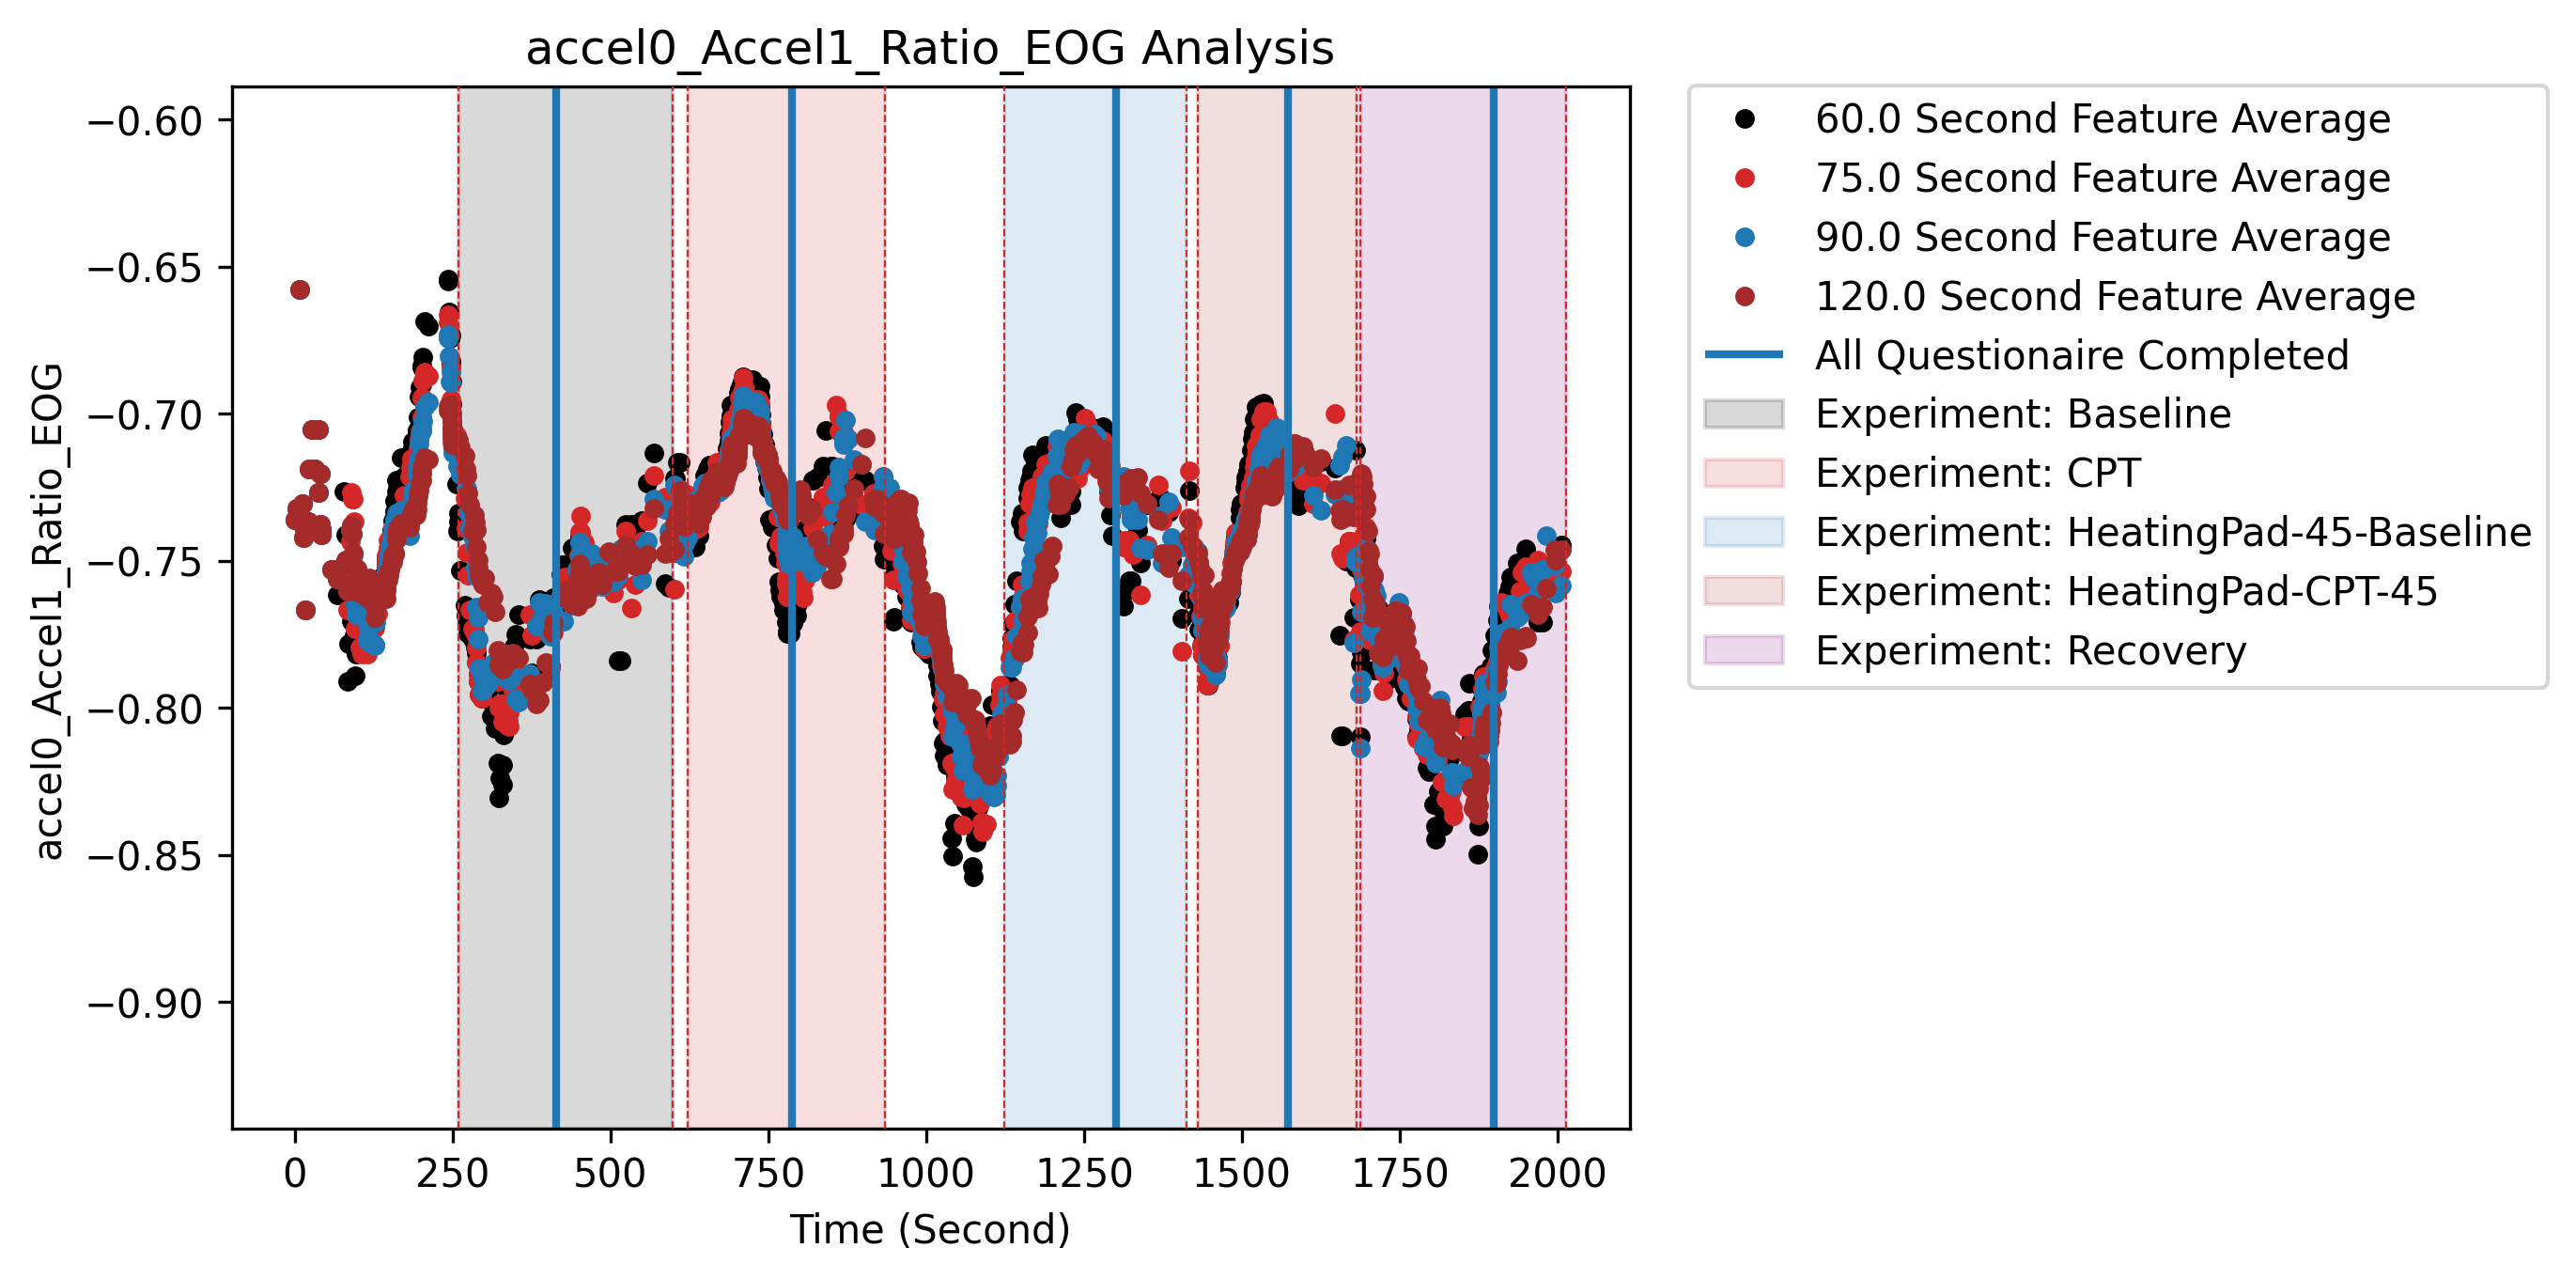 accel0_Accel1_Ratio_EOG Analysis
accel0_Accel1_Ratio_EOG
−0.60
−0.65
−0.70
−0.75
−0.80
−0.85
−0.90
0 250 500 750 1000 1250 1500 1750 2000
Time (Second)
60.0 Second Feature Average
75.0 Second Feature Average
90.0 Second Feature Average
120.0 Second Feature Average
All Questionaire Completed
Experiment: Baseline
Experiment: CPT
Experiment: HeatingPad-45-Baseline
Experiment: HeatingPad-CPT-45
Experiment: Recovery